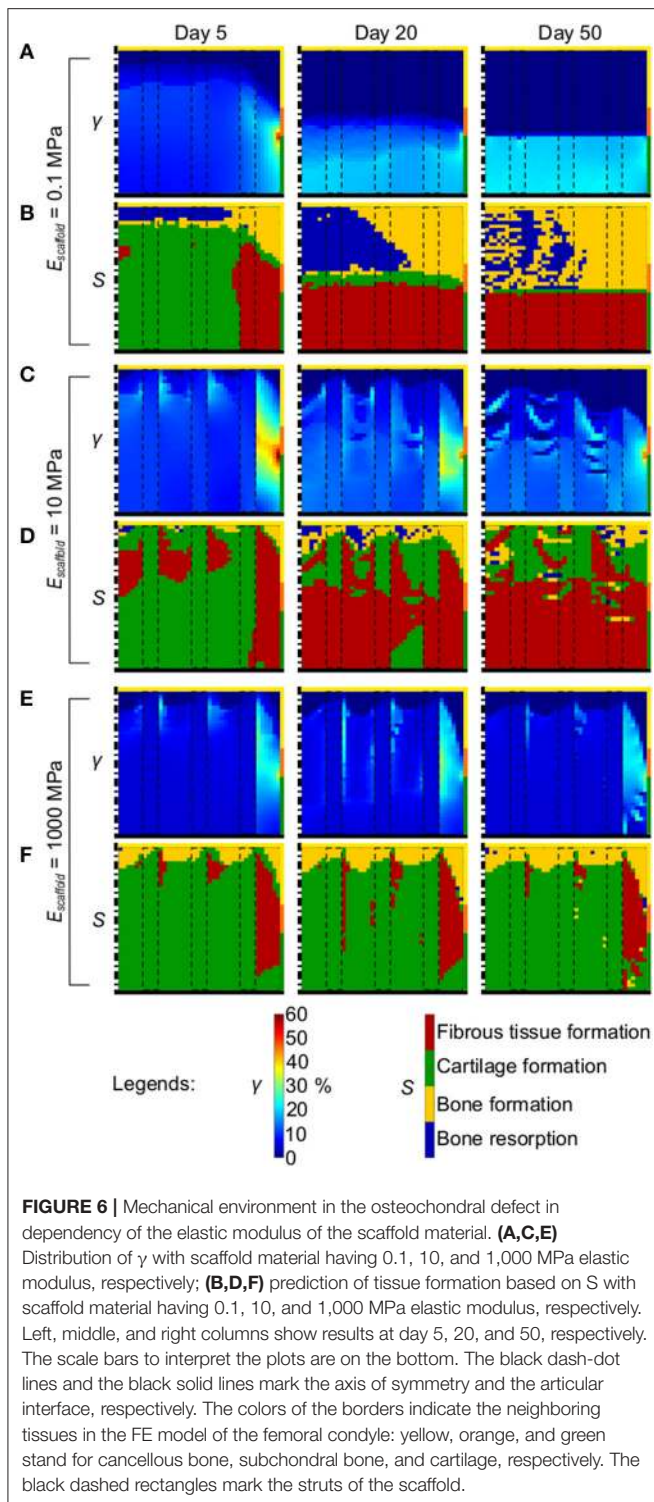 Day 5 Day 20 Day 50
A
γ
E scaffold = 0.1 MPa
B
S
C
γ
E scaffold = 10 MPa
D
S
E
γ
E scaffold = 1000 MPa
F
S
60
50
40
30 %
20
10
0
Legends: γ S
Fibrous tissue formation
Cartilage formation
Bone formation
Bone resorption
FIGURE 6 | Mechanical environment in the osteochondral defect in
dependency of the elastic modulus of the scaffold material. (A,C,E)
Distribution of γ with scaffold material having 0.1, 10, and 1,000 MPa elastic
modulus, respectively; (B,D,F) prediction of tissue formation based on S with
scaffold material having 0.1, 10, and 1,000 MPa elastic modulus, respectively.
Left, middle, and right columns show results at day 5, 20, and 50, respectively.
The scale bars to interpret the plots are on the bottom. The black dash-dot
lines and the black solid lines mark the axis of symmetry and the articular
interface, respectively. The colors of the borders indicate the neighboring
tissues in the FE model of the femoral condyle: yellow, orange, and green
stand for cancellous bone, subchondral bone, and cartilage, respectively. The
black dashed rectangles mark the struts of the scaffold.